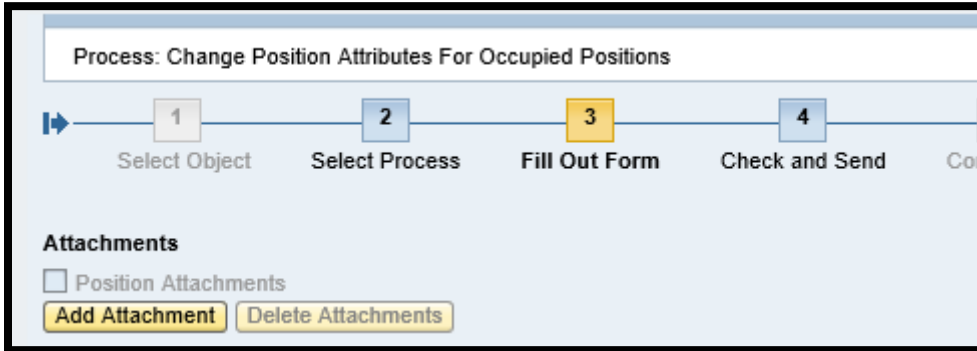 Process: Change Position Attributes For Occupied Positions
1 2 3 4
Select Object Select Process Fill Out Form Check and Send
Attachments
Position Attachments
Add Attachment Delete Attachments